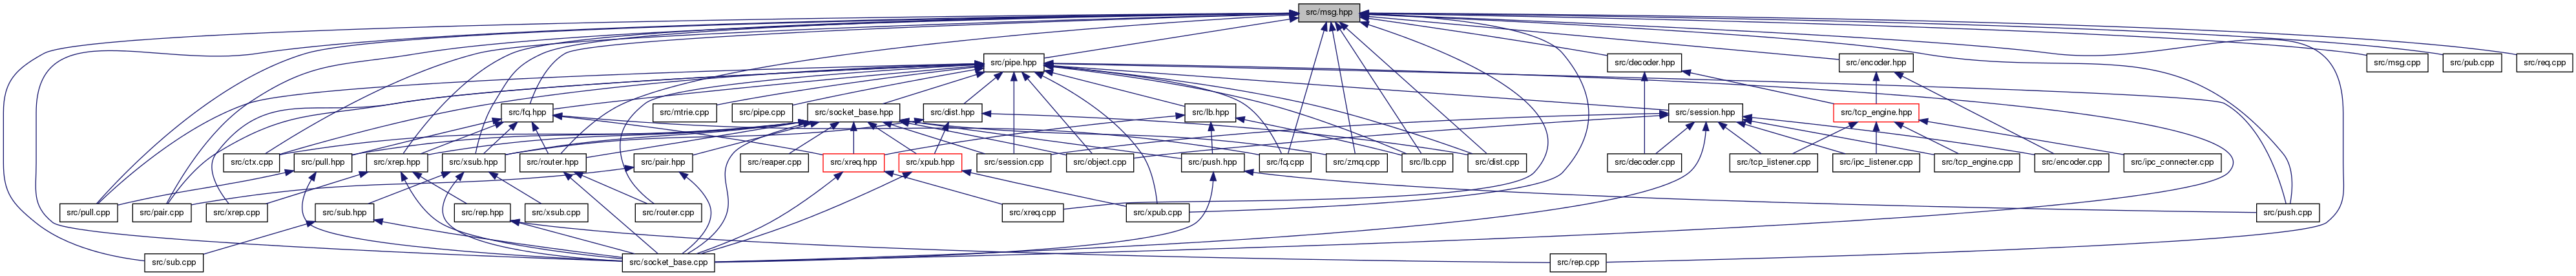 src/msg.hpp
src/pipe.hpp
src/decoder.hpp
src/encoder.hpp
src/msg.cpp
src/pub.cpp
src/req.cpp
src/fq.hpp
src/mtrie.cpp
src/pipe.cpp
src/socket_base.hpp
src/dist.hpp
src/lb.hpp
src/session.hpp
src/tcp_engine.hpp
src/ctx.cpp
src/pull.hpp
src/xrep.hpp
src/xsub.hpp
src/router.hpp
src/pair.hpp
src/reaper.cpp
src/xreq.hpp
src/xpub.hpp
src/session.cpp
src/object.cpp
src/push.hpp
src/fq.cpp
src/zmq.cpp
src/lb.cpp
src/dist.cpp
src/decoder.cpp
src/tcp_listener.cpp
src/ipc_listener.cpp
src/tcp_engine.cpp
src/encoder.cpp
src/ipc_connecter.cpp
src/pull.cpp
src/pair.cpp
src/xrep.cpp
src/sub.hpp
src/rep.hpp
src/xsub.cpp
src/router.cpp
src/xreq.cpp
src/xpub.cpp
src/push.cpp
src/sub.cpp
src/socket_base.cpp
src/rep.cpp